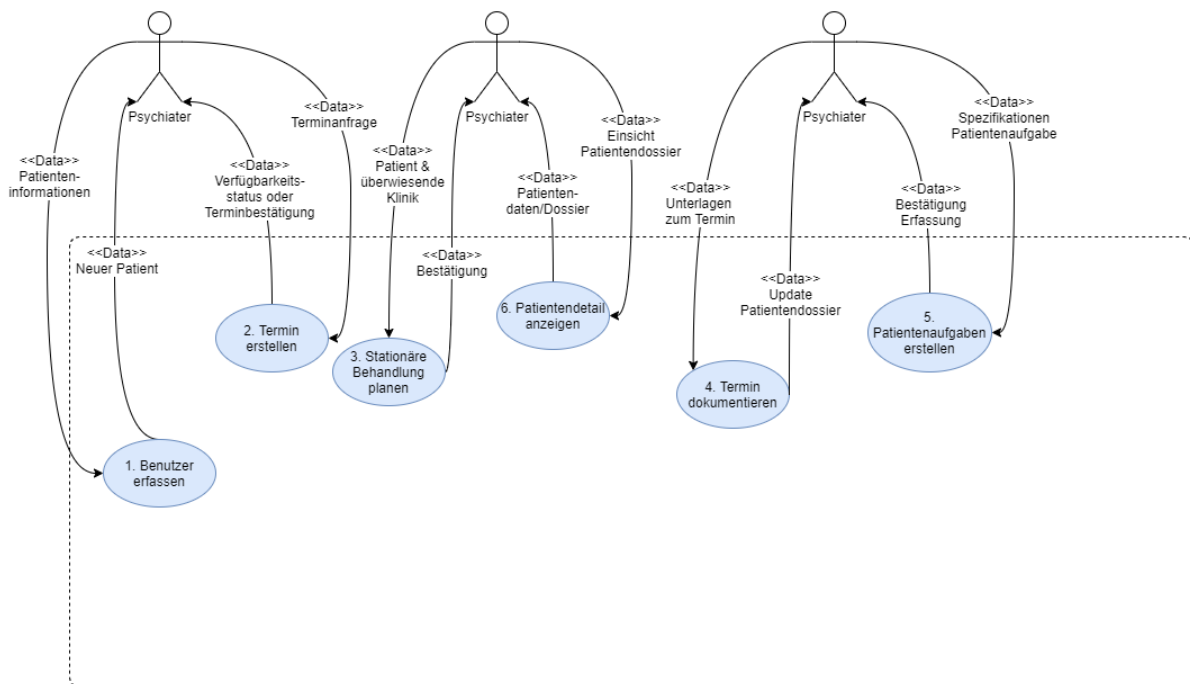 Psychiater
Psychiater
Psychiater
<<Data>>
Patienten-
informationen
<<Data>>
Verfügbarkeits-
status oder
Terminbestätigung
<<Data>>
Terminanfrage
<<Data>>
Patient &
überwiesende
Klinik
<<Data>>
Patienten-
daten/Dossier
<<Data>>
Einsicht
Patientendossier
<<Data>>
Unterlagen
zum Termin
<<Data>>
Bestätigung
Erfassung
<<Data>>
Spezifikationen
Patientenaufgabe
<<Data>>
Neuer Patient
<<Data>>
Bestätigung
<<Data>>
Update
Patientendossier
2. Termin
erstellen
3. Stationäre
Behandlung
planen
6. Patientendetail
anzeigen
4. Termin
dokumentieren
5.
Patientenaufgaben
erstellen
1. Benutzer
erfassen